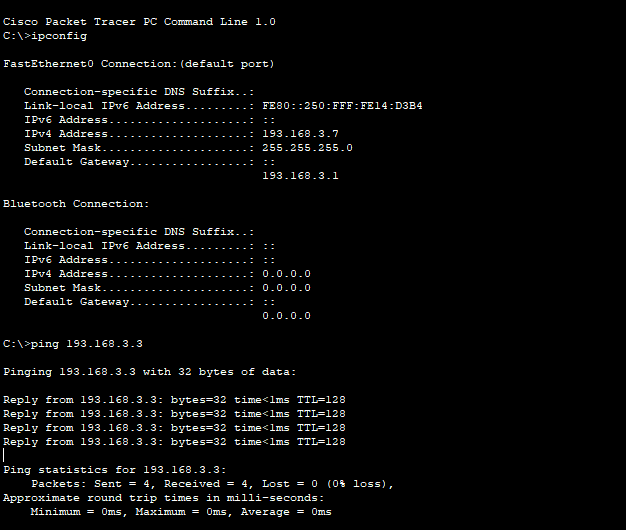 Cisco Packet Tracer PC Command Line 1.0
C:\>ipconfig
FastEthernet0 Connection:(default port)
Connection-specific DNS Suffix..:
Link-local IPv6 Address.........: FE80::250:FFF:FE14:D3B4
IPv6 Address....................: ::
IPv4 Address....................: 193.168.3.7
Subnet Mask.....................: 255.255.255.0
Default Gateway.................: ::
193.168.3.1
Bluetooth Connection:
Connection-specific DNS Suffix..:
Link-local IPv6 Address.........: ::
IPv6 Address....................: ::
IPv4 Address....................: 0.0.0.0
Subnet Mask.....................: 0.0.0.0
Default Gateway.................: ::
0.0.0.0
C:\>ping 193.168.3.3
Pinging 193.168.3.3 with 32 bytes of data:
Reply from 193.168.3.3: bytes=32 time<1ms TTL=128
Reply from 193.168.3.3: bytes=32 time<1ms TTL=128
Reply from 193.168.3.3: bytes=32 time<1ms TTL=128
Reply from 193.168.3.3: bytes=32 time<1ms TTL=128
Ping statistics for 193.168.3.3:
Packets: Sent = 4, Received = 4, Lost = 0 (0% loss),
Approximate round trip times in milli-seconds:
Minimum = 0ms, Maximum = 0ms, Average = 0ms